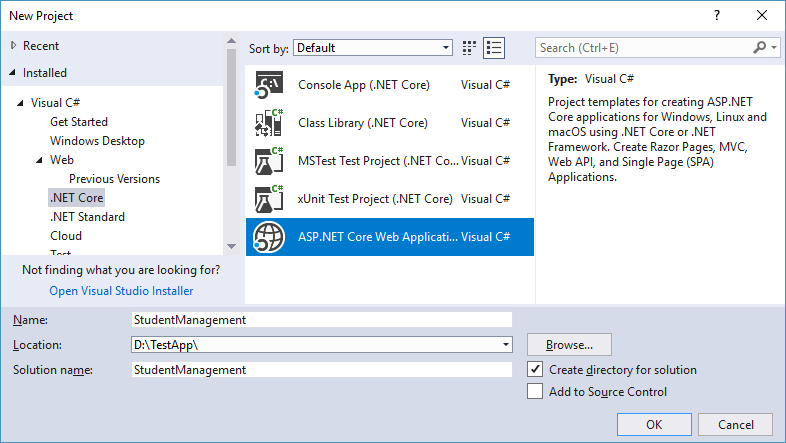 New Project
?
Recent
Installed
Visual C#
Get Started
Windows Desktop
Web
Previous Versions
.NET Core
.NET Standard
Cloud
Test
Not finding what you are looking for?
Open Visual Studio Installer
Sort by: Default
Console App (.NET Core) Visual C#
Class Library (.NET Core) Visual C#
MSTest Test Project (.NET Co... Visual C#
xUnit Test Project (.NET Core) Visual C#
ASP.NET Core Web Applicati... Visual C#
Search (Ctrl+E)
Type: Visual C#
Project templates for creating ASP.NET
Core applications for Windows, Linux and
macOS using .NET Core or .NET
Framework. Create Razor Pages, MVC,
Web API, and Single Page (SPA)
Applications.
Name: StudentManagement
Location: D:\TestApp\
Browse...
Solution name: StudentManagement
Create directory for solution
Add to Source Control
OK
Cancel